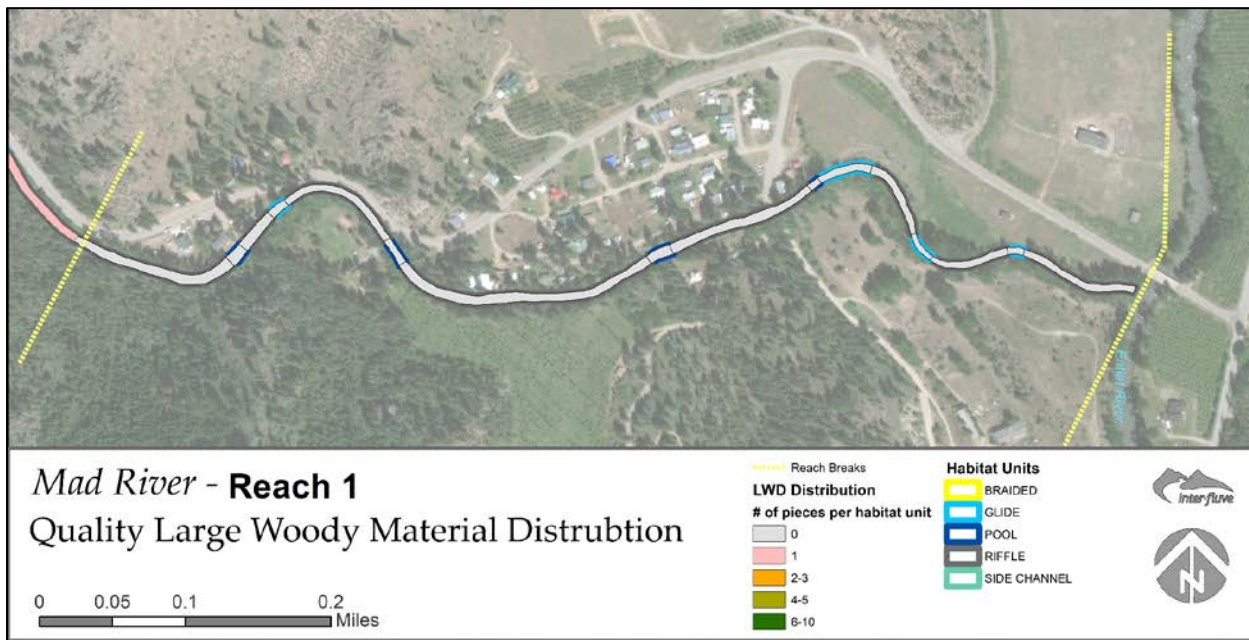 Entiat River
Mad River - Reach 1
Quality Large Woody Material Distrubtion
0 0.05 0.1 0.2
Miles
Reach Breaks
LWD Distribution
# of pieces per habitat unit
0
1
2-3
4-5
6-10
Habitat Units
BRAIDED
GLIDE
POOL
RIFFLE
SIDE CHANNEL
interfluve
N